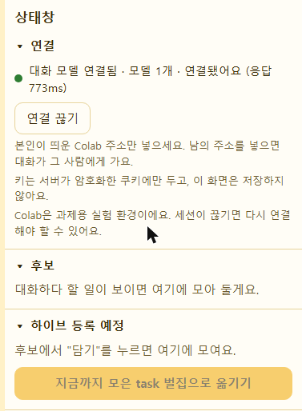 상태창
연결
대화 모델 연결됨 · 모델 1개 · 연결됐어요 (응답
773ms)
연결 끊기
본인이 띄운 Colab 주소만 넣으세요. 남의 주소를 넣으면
대화가 그 사람에게 가요.
키는 서버가 암호화한 쿠키에만 두고, 이 화면은 저장하지
않아요.
Colab은 과제용 실험 환경이에요. 세션이 끊기면 다시 연결
해야 할 수 있어요.
후보
대화하다 할 일이 보이면 여기에 모아 둘게요.
하이브 등록 예정
후보에서 "담기"를 누르면 여기에 모여요.
지금까지 모은 task 벌집으로 옮기기